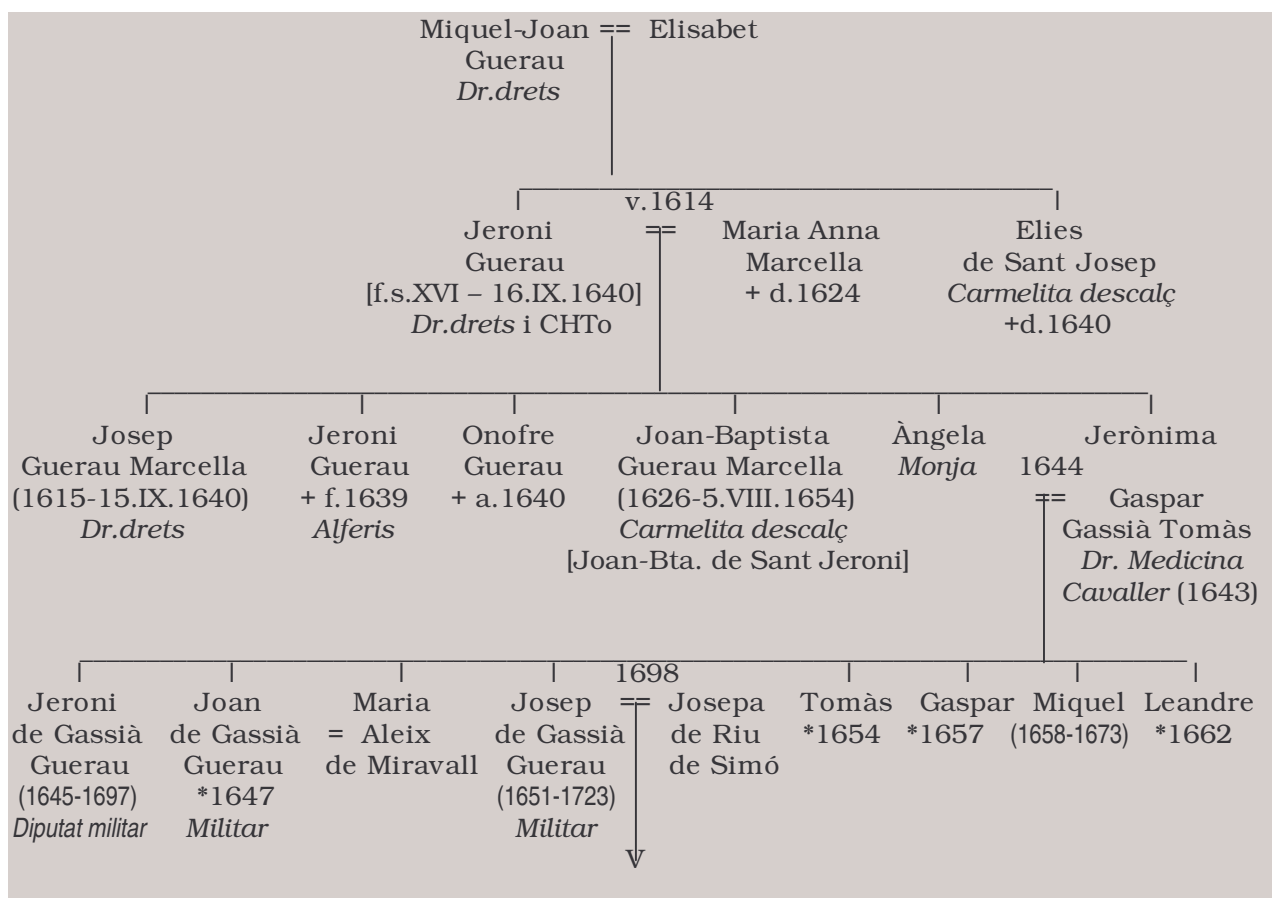 Miquel-Joan == Elisabet
Guerau
Dr.drets
v.1614
Jeroni == Maria Anna Elies
Guerau Marcella de Sant Josep
[f.s.XVI – 16.IX.1640] + d.1624 Carmelita descalç
Dr.drets i CHTo +d.1640
Josep Jeroni Onofre Joan-Baptista Àngela Jerònima
Guerau Marcella Guerau Guerau Guerau Marcella Monja 1644
(1615-15.IX.1640) + f.1639 + a.1640 (1626-5.VIII.1654) == Gaspar
Dr.drets Alferis Carmelita descalç Gassià Tomàs
[Joan-Bta. de Sant Jeroni] Dr. Medicina
Cavaller (1643)
1698
Jeroni Joan Maria Josep == Josepa Tomàs Gaspar Miquel Leandre
de Gassià de Gassià = Aleix de Gassià de Riu *1654 *1657 (1658-1673) *1662
Guerau Guerau de Miravall Guerau de Simó
(1645-1697) *1647 (1651-1723)
Diputat militar Militar Militar
V